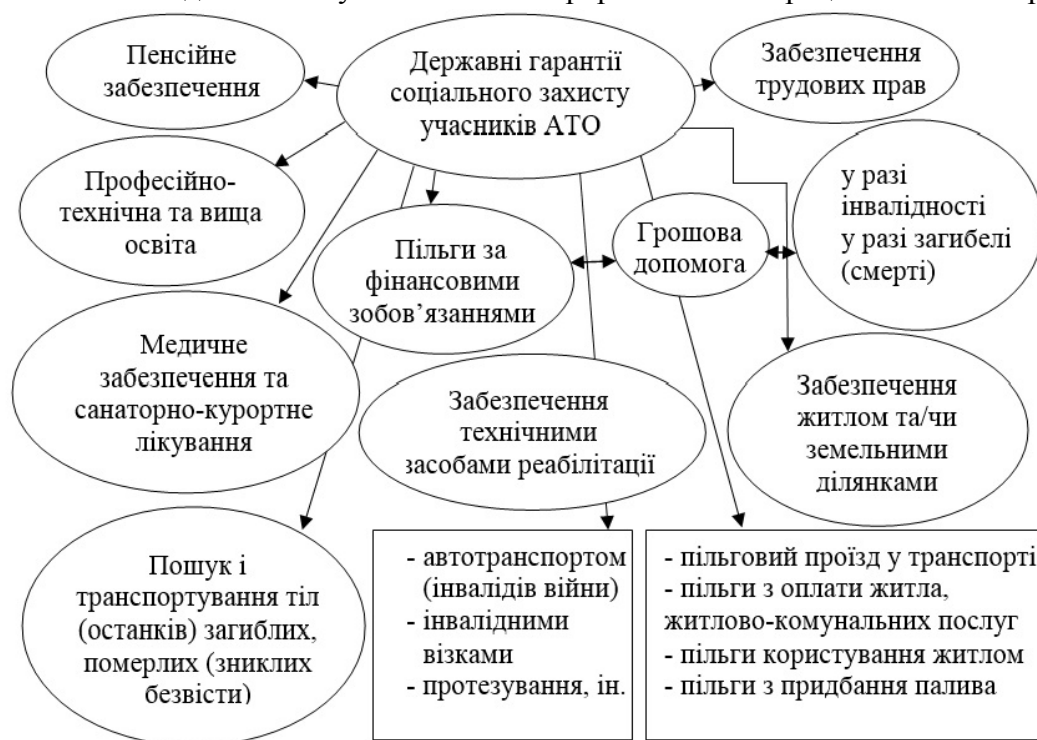 Державні гарантії
соціального захисту
учасників АТО
Пенсійне
забезпечення
Забезпечення
трудових прав
Професійно-
технічна та вища
освіта
Пільги за
фінансовими
зобов’язаннями
Грошова
допомога
у разі
інвалідності
у разі загибелі
(смерті)
Медичне
забезпечення та
санаторно-курортне
лікування
Забезпечення
технічними
засобами реабілітації
Забезпечення
житлом та/чи
земельними
ділянками
Пошук і
транспортування тіл
(останків) загиблих,
померлих (зниклих
безвісти)
- автотранспортом
(інвалідів війни)
- інвалідними
візками
- протезування, ін.
- пільговий проїзд у транспорті
- пільги з оплати житла,
житлово-комунальних послуг
- пільги користування житлом
- пільги з придбання палива